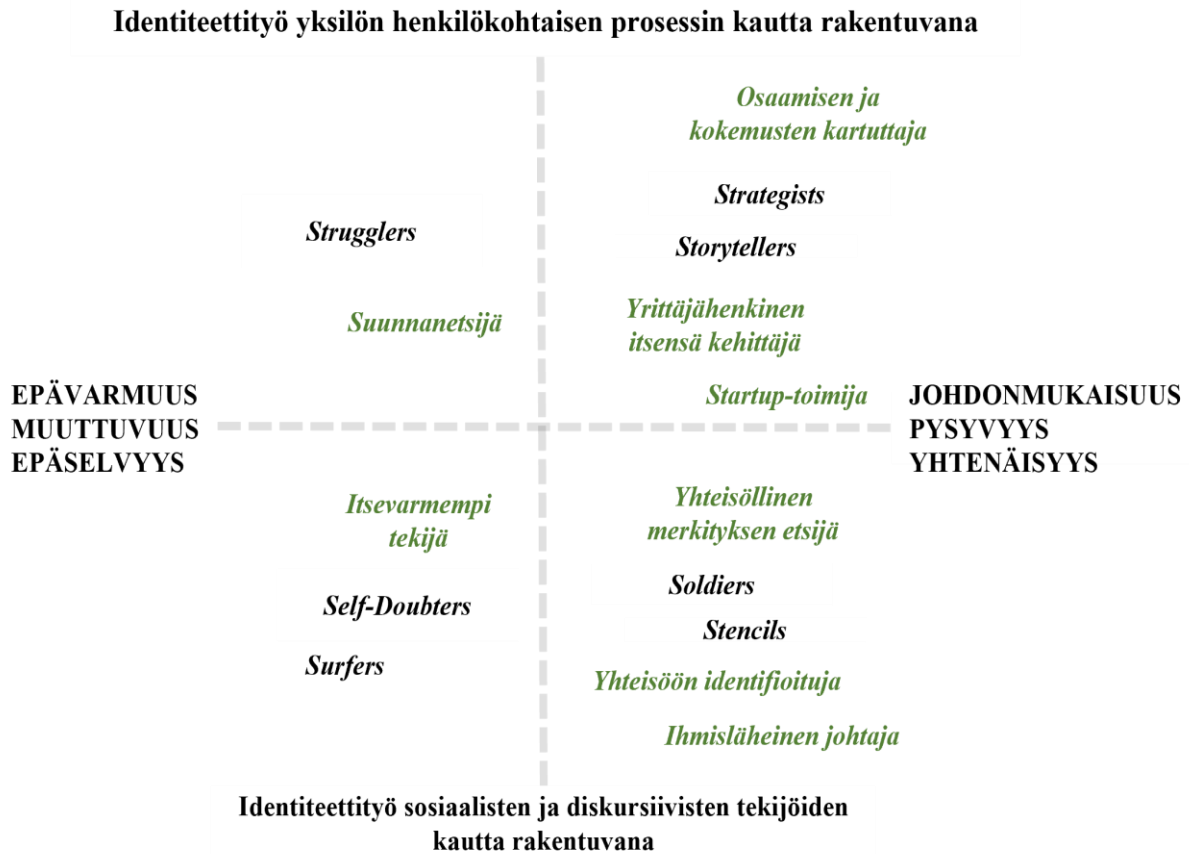 Identiteettityö yksilön henkilökohtaisen prosessin kautta rakentuvana
Osaamisen ja
kokemusten kartuttaja
Strategists
Strugglers
Storytellers
Suunnanetsijä
Yrittäjähenkinen
itsensä kehittäjä
Startup-toimija
EPÄVARMUUS
MUUTTUVUUS
EPÄSELVYYS
JOHDONMUKAISUUS
PYSYVYYS
YHTENÄISYYS
Itsevarmempi
tekijä
Yhteisöllinen
merkityksen etsijä
Soldiers
Self-Doubters
Stencils
Surfers
Yhteisöön identifioituja
Ihmisläheinen johtaja
Identiteettityö sosiaalisten ja diskursiivisten tekijöiden
kautta rakentuvana